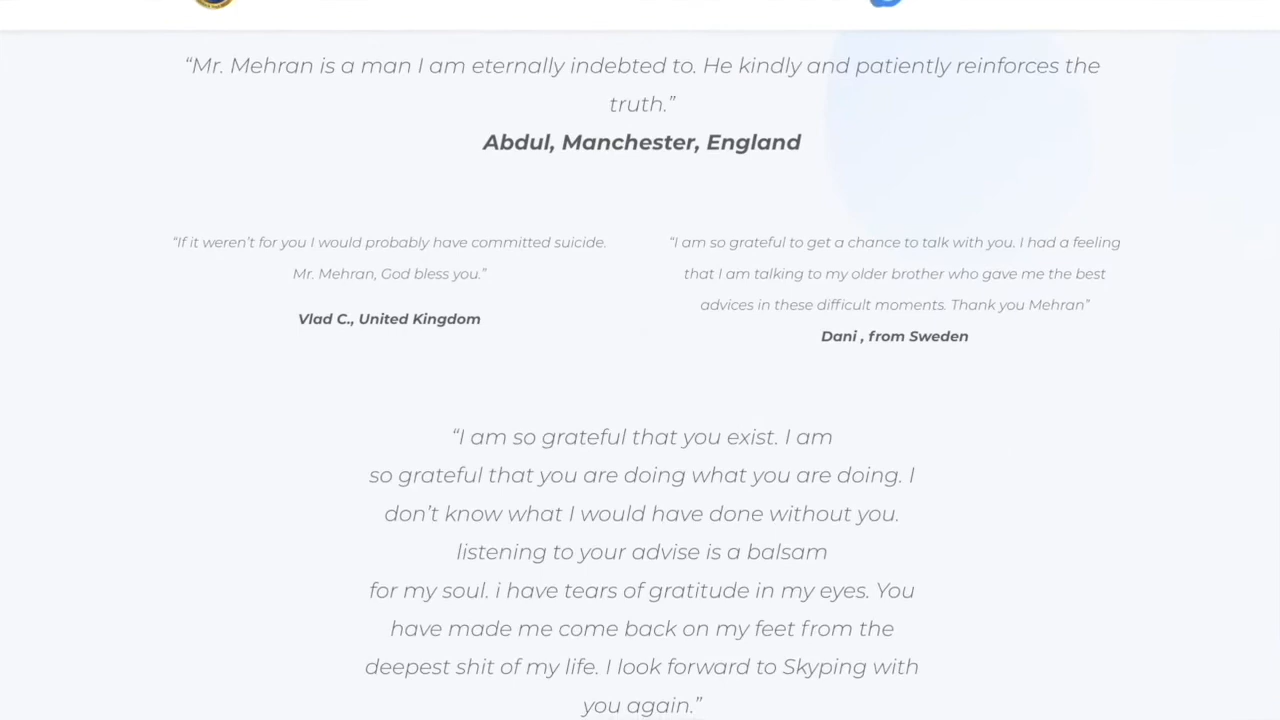 “Mr. Mehran is a man I am eternally indebted to. He kindly and patiently reinforces the
truth.”
Abdul, Manchester, England
“If it weren’t for you I would probably have committed suicide.
Mr. Mehran, God bless you.”
Vlad C., United Kingdom
“I am so grateful to get a chance to talk with you. I had a feeling
that I am talking to my older brother who gave me the best
advices in these difficult moments. Thank you Mehran”
Dani , from Sweden
“I am so grateful that you exist. I am
so grateful that you are doing what you are doing. I
don’t know what I would have done without you.
listening to your advise is a balsam
for my soul. i have tears of gratitude in my eyes. You
have made me come back on my feet from the
deepest shit of my life. I look forward to Skyping with
you again.”